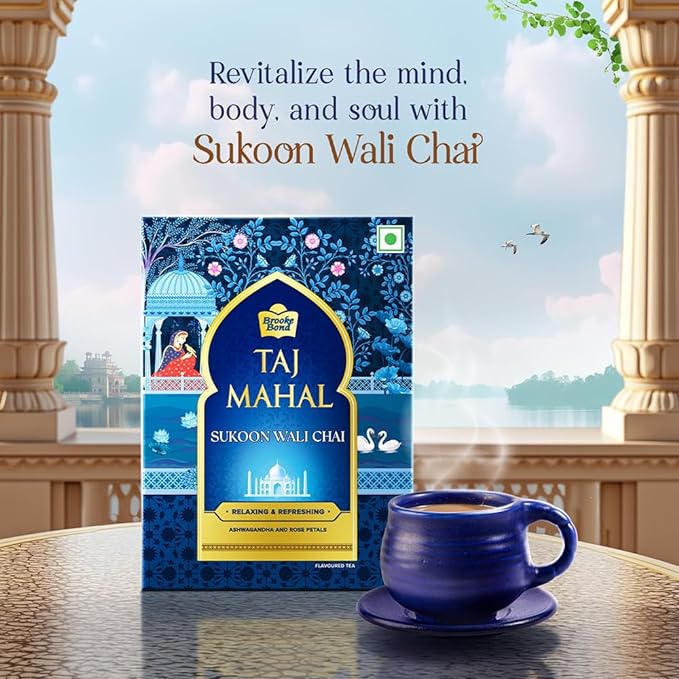 Revitalize the mind,
body, and soul with
Sukoon Wali Chai
Brooke
Bond
TAJ
MAHAL
SUKOON WALI CHAI
RELAXING & REFRESHING
ASHWAGANDHA AND ROSE PETALS
FLAVOURED TEA